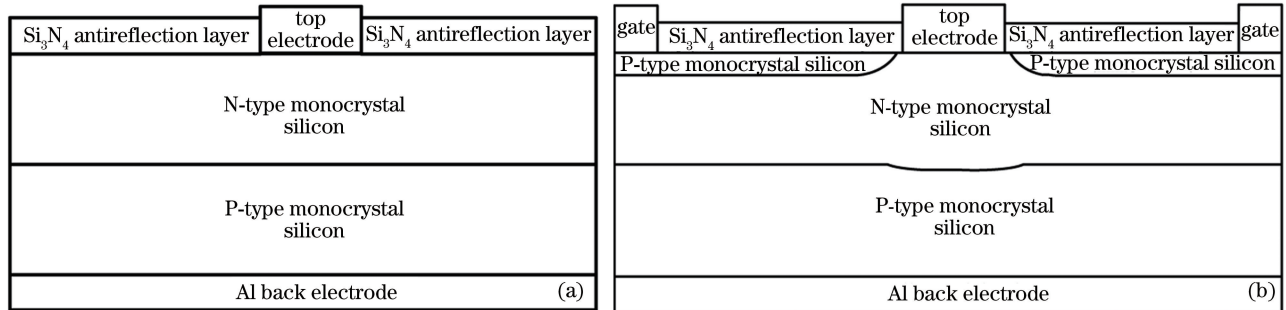 top
electrode
Si₃N₄ antireflection layer
Si₃N₄ antireflection layer
N-type monocrystal
silicon
P-type monocrystal
silicon
Al back electrode
(a)
gate
top
electrode
gate
Si₃N₄ antireflection layer
Si₃N₄ antireflection layer
P-type monocrystal silicon
P-type monocrystal silicon
N-type monocrystal
silicon
P-type monocrystal
silicon
Al back electrode
(b)